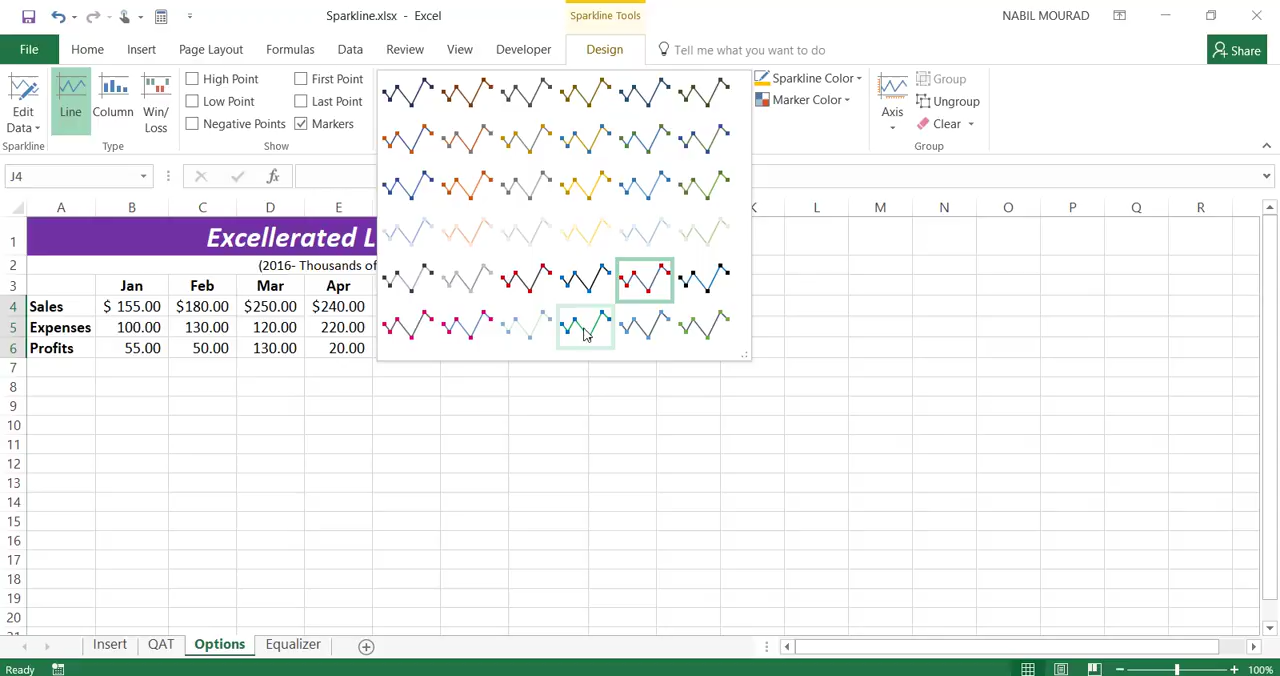 Sparkline.xlsx - Excel
Sparkline Tools
NABIL MOURAD
File Home Insert Page Layout Formulas Data Review View Developer Design Tell me what you want to do Share
Edit Data
Line
Column
Win/ Loss
High Point
First Point
Low Point
Last Point
Negative Points
Markers
Sparkline Color
Marker Color
Axis
Group
Ungroup
Clear
Sparkline Type Show Group
J4 fx
A B C D E K L M N O P Q R
1 Excellerated L
2 (2016- Thousands of
3 Jan Feb Mar Apr
4 Sales $ 155.00 $180.00 $250.00 $240.00
5 Expenses 100.00 130.00 120.00 220.00
6 Profits 55.00 50.00 130.00 20.00
7
8
9
10
11
12
13
14
15
16
17
18
19
20
Insert QAT Options Equalizer
Ready 100%